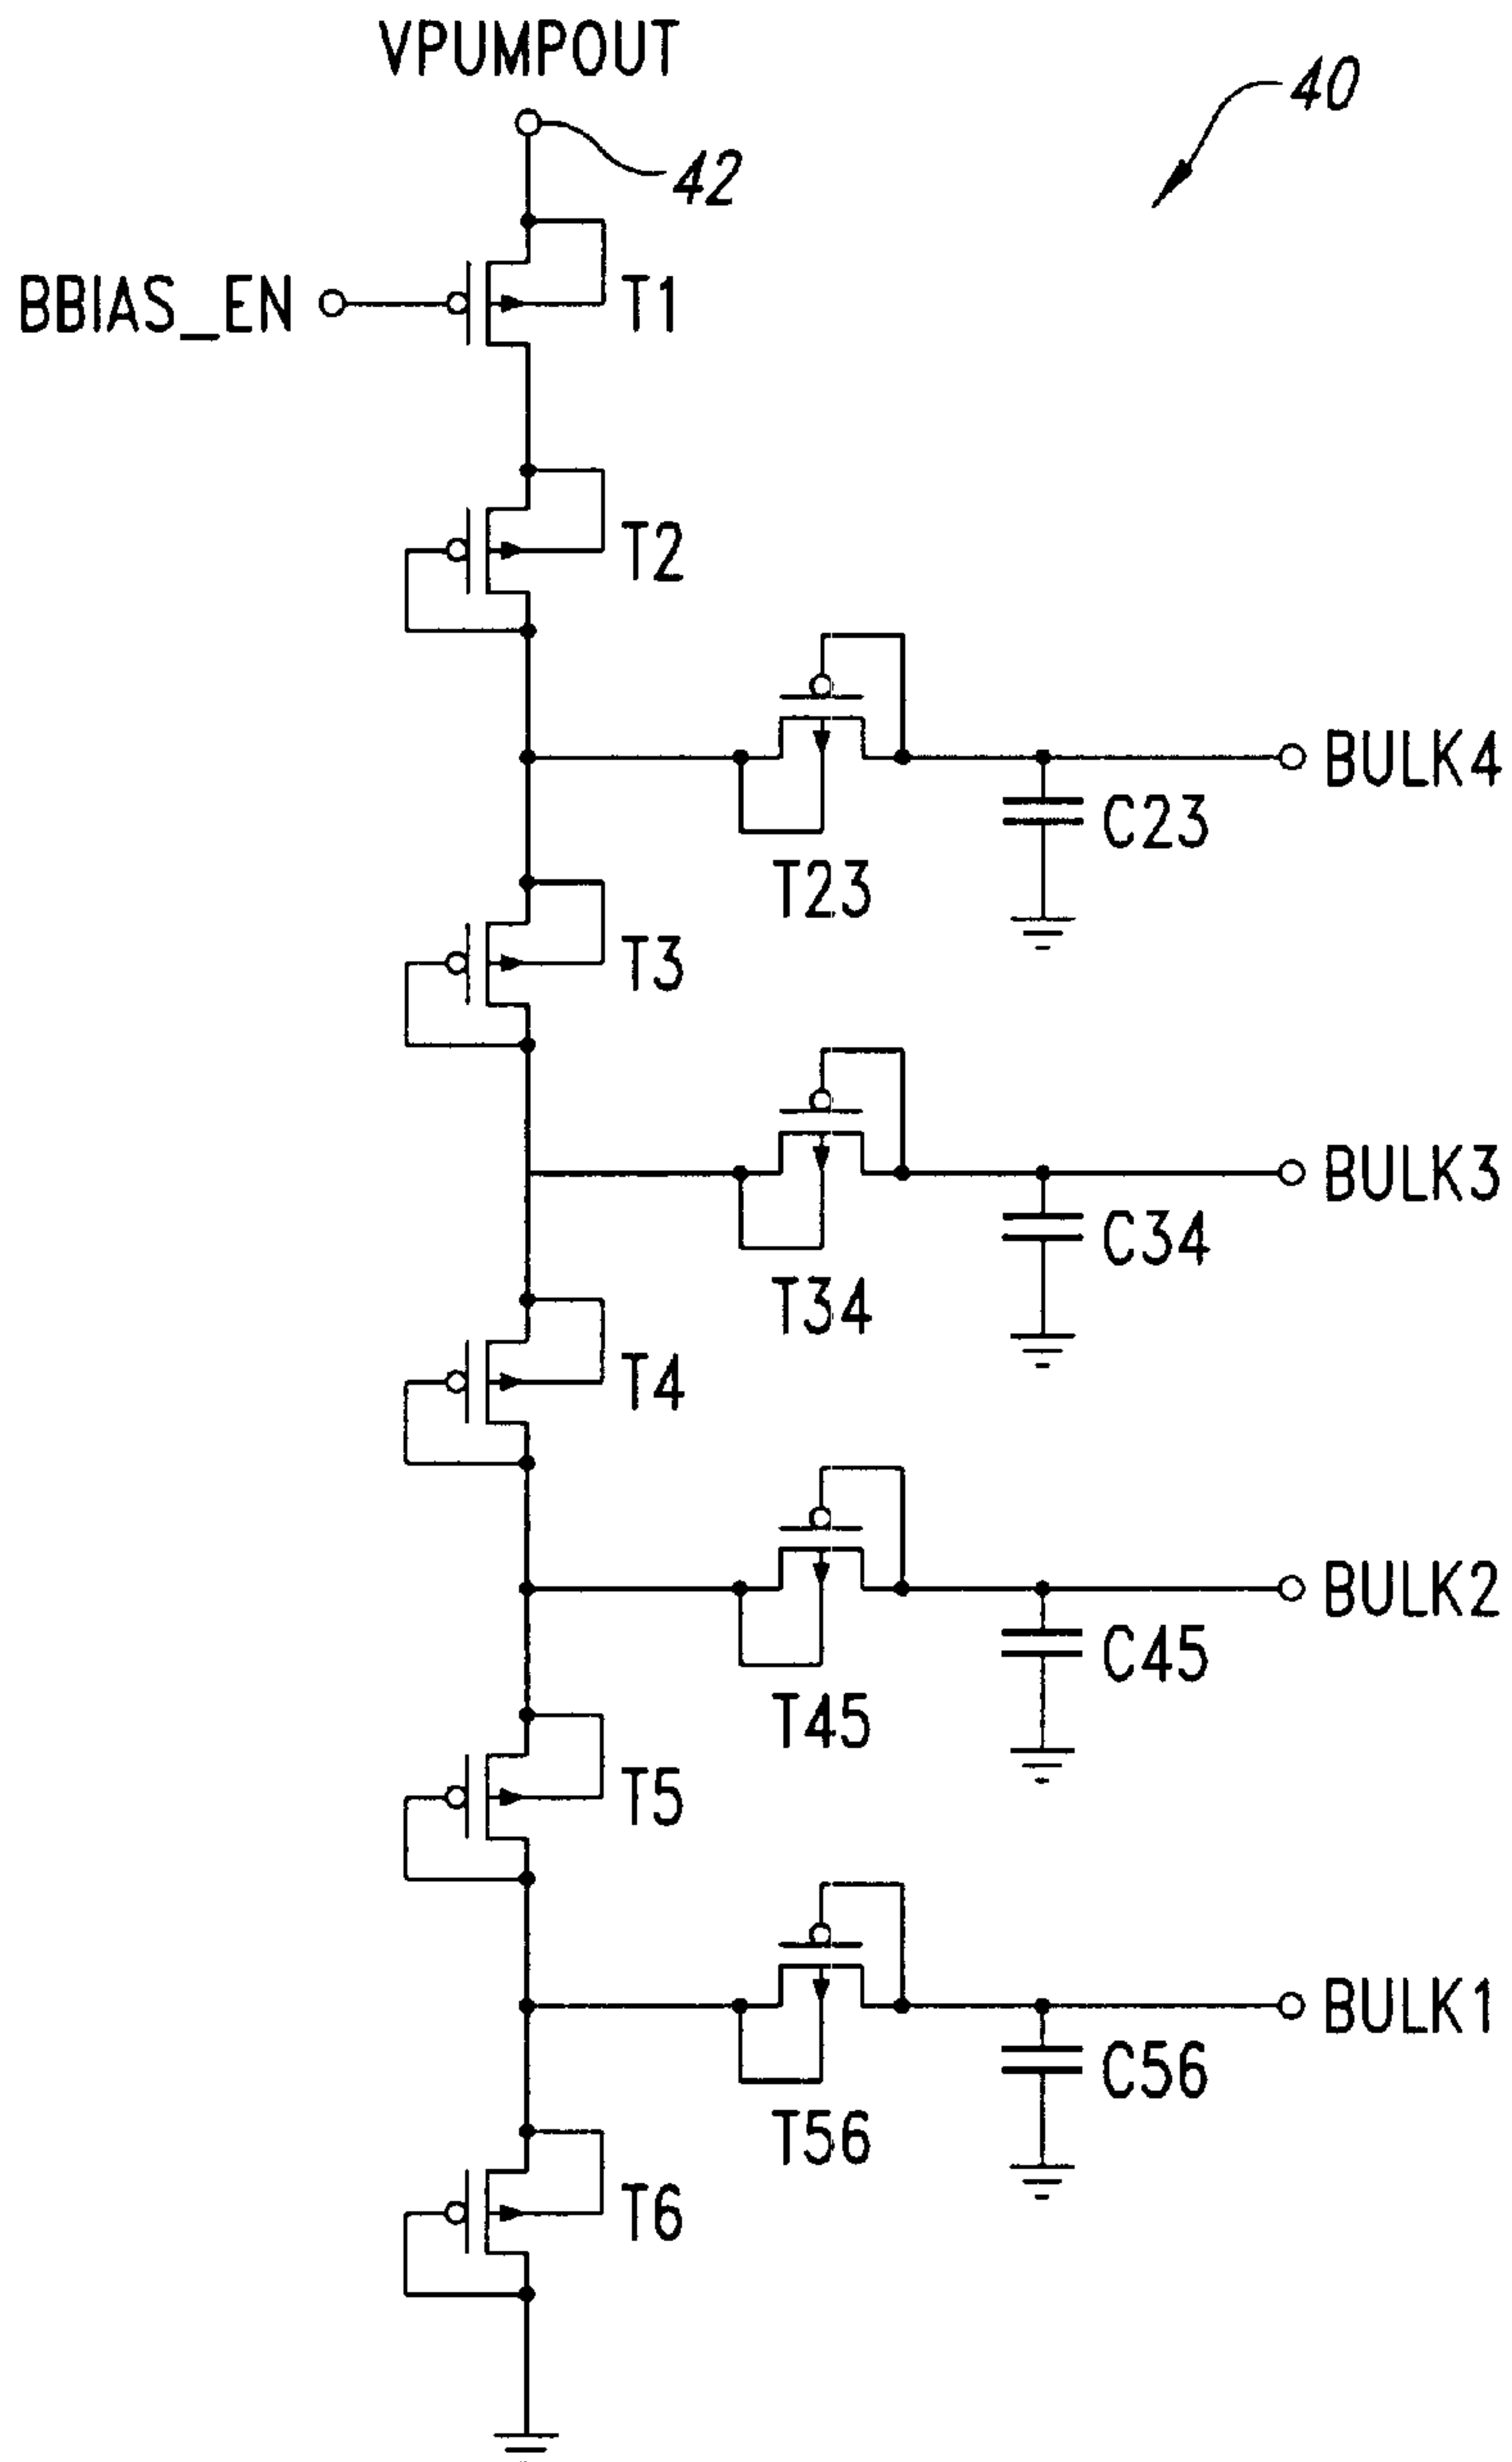 VPUMPOUT
40
42
BBIAS_EN
T1
T2
BULK4
C23
T23
T3
BULK3
C34
T34
T4
BULK2
C45
T45
T5
BULK1
C56
T56
T6